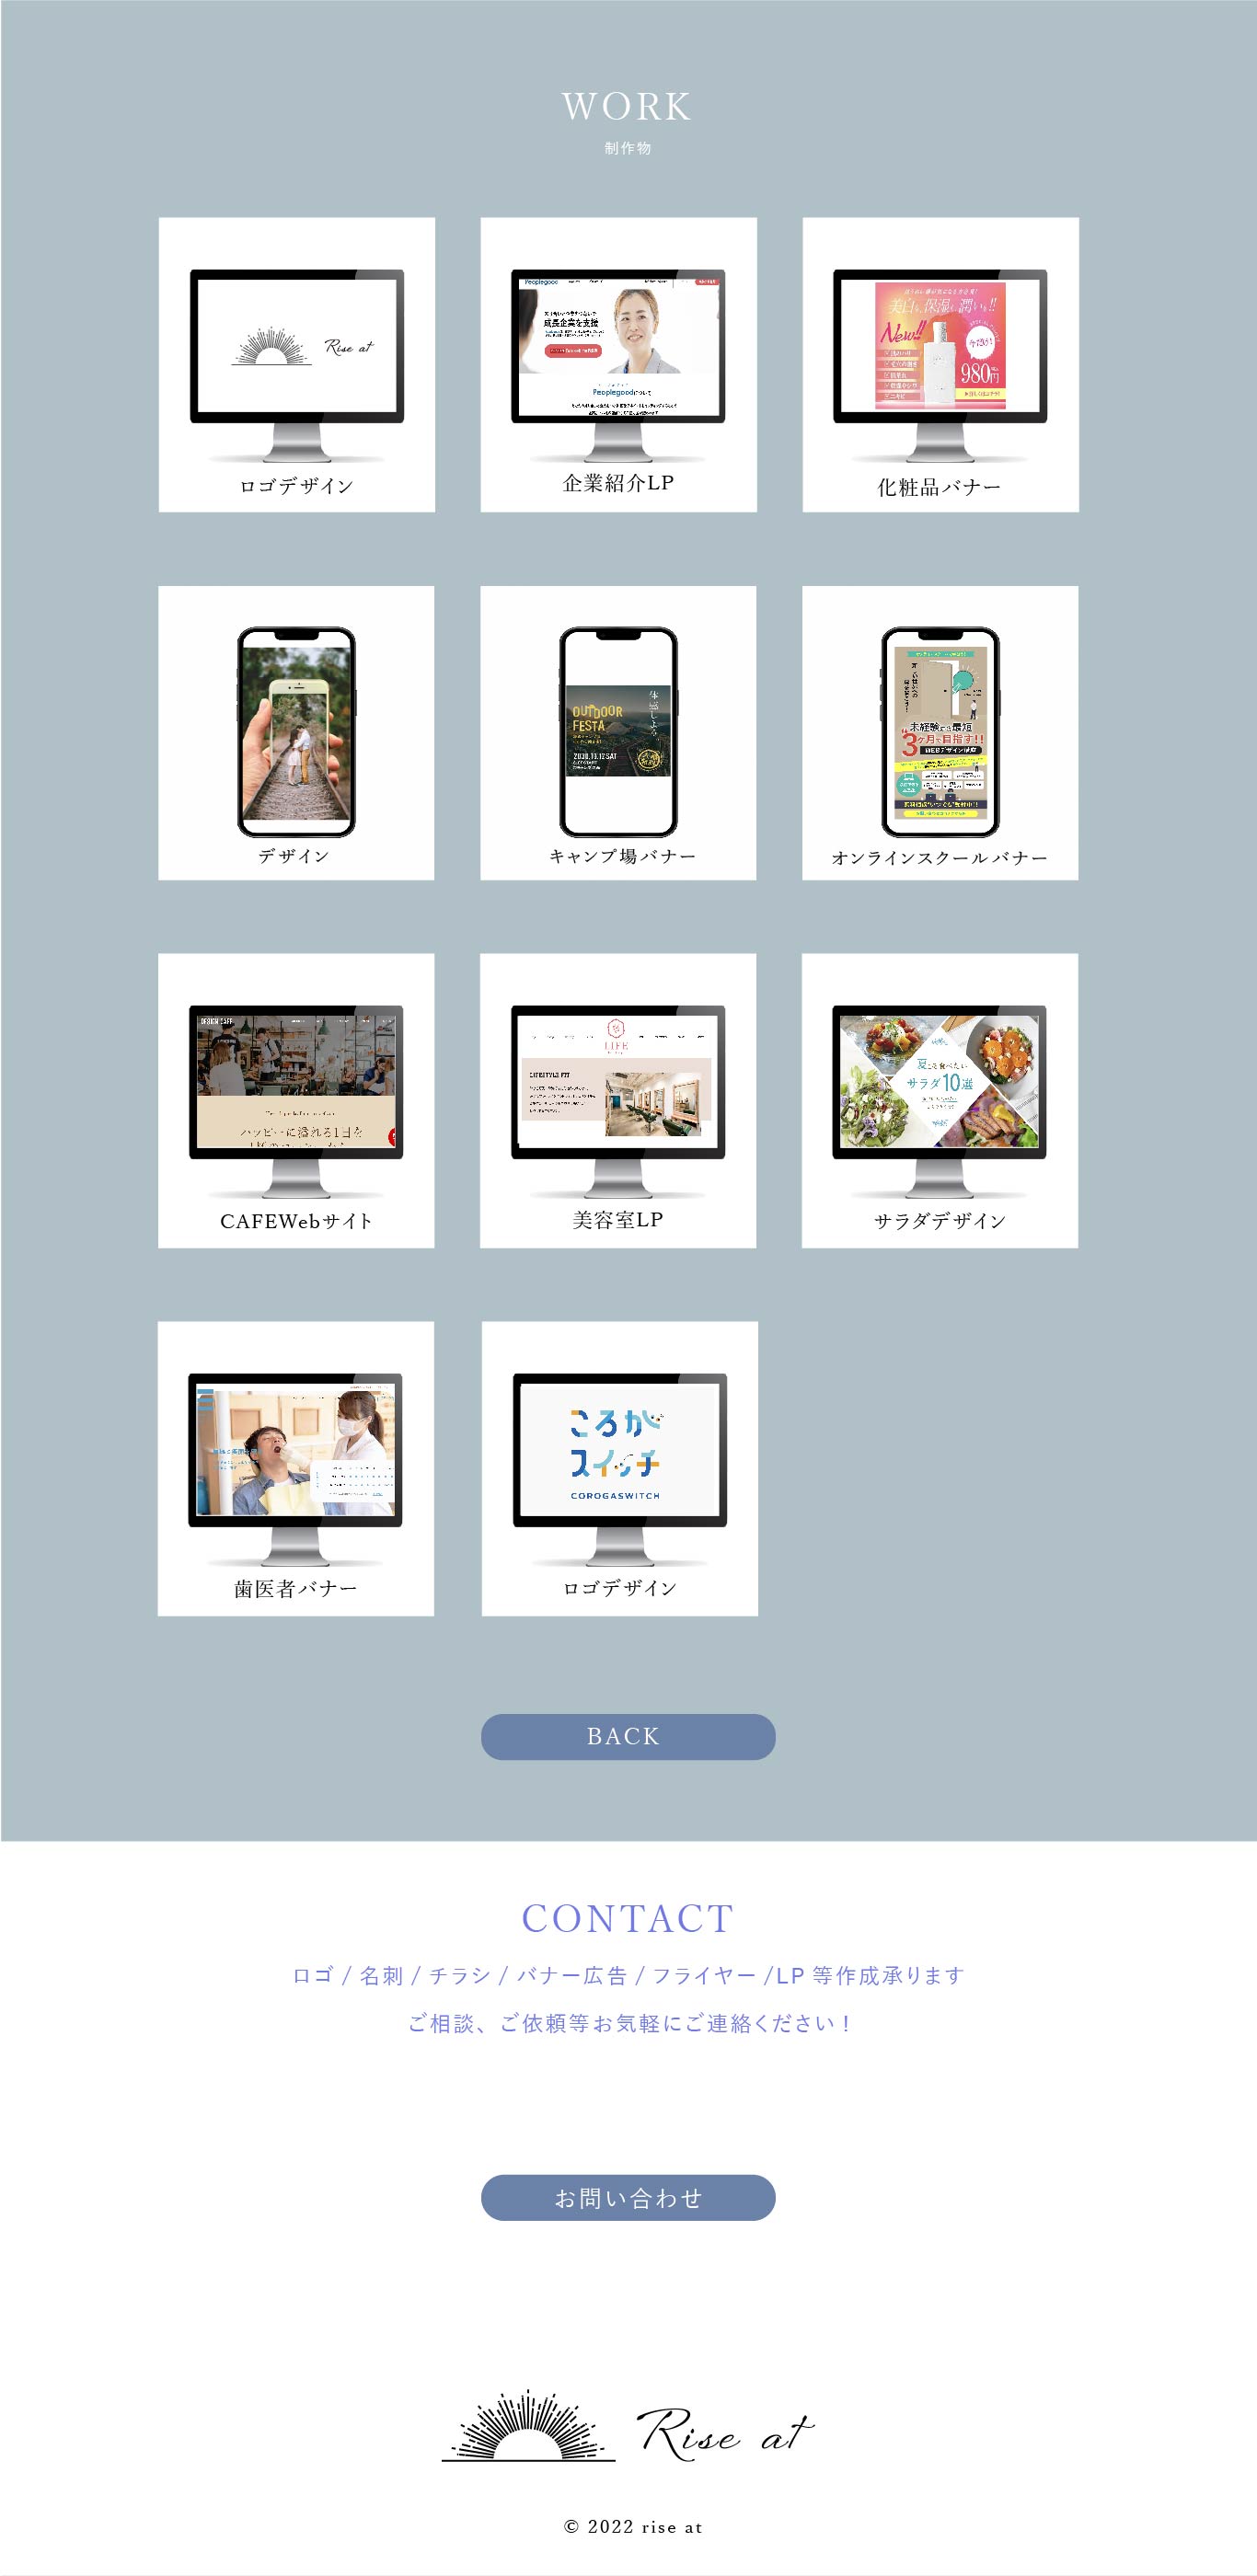 WORK
制作物
Rise at
ロゴデザイン
Peoplegood
成長企業を支援
Peoplegoodについて
企業紹介LP
美白も、保湿も、潤いも!!
New!!
今だけ!
980円
化粧品バナー
デザイン
体感しよう。
OUTDOOR
FESTA
2030.10.12 SAT
キャンプ場バナー
未経験から最短
3ヶ月で目指す!!
WEBデザイン講座
オンラインスクールバナー
DESIGN CAFE
ハッピーに溢れる1日を
CAFEWebサイト
LIFE
LIFESTYLE FIT
美容室LP
夏こそ食べたい
サラダ10選
サラダデザイン
歯医者バナー
ころが
スイッチ
COROGASWITCH
ロゴデザイン
BACK
CONTACT
ロゴ / 名刺 / チラシ / バナー広告 / フライヤー /LP 等作成承ります
ご相談、ご依頼等お気軽にご連絡ください！
お問い合わせ
Rise at
© 2022 rise at